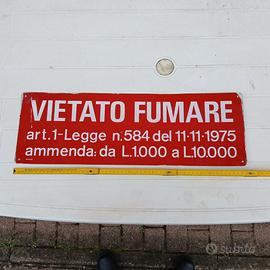 VIETATO FUMARE
art.1-Legge n.584 del 11-11-1975
ammenda: da L.1.000 a L.10.000
subito